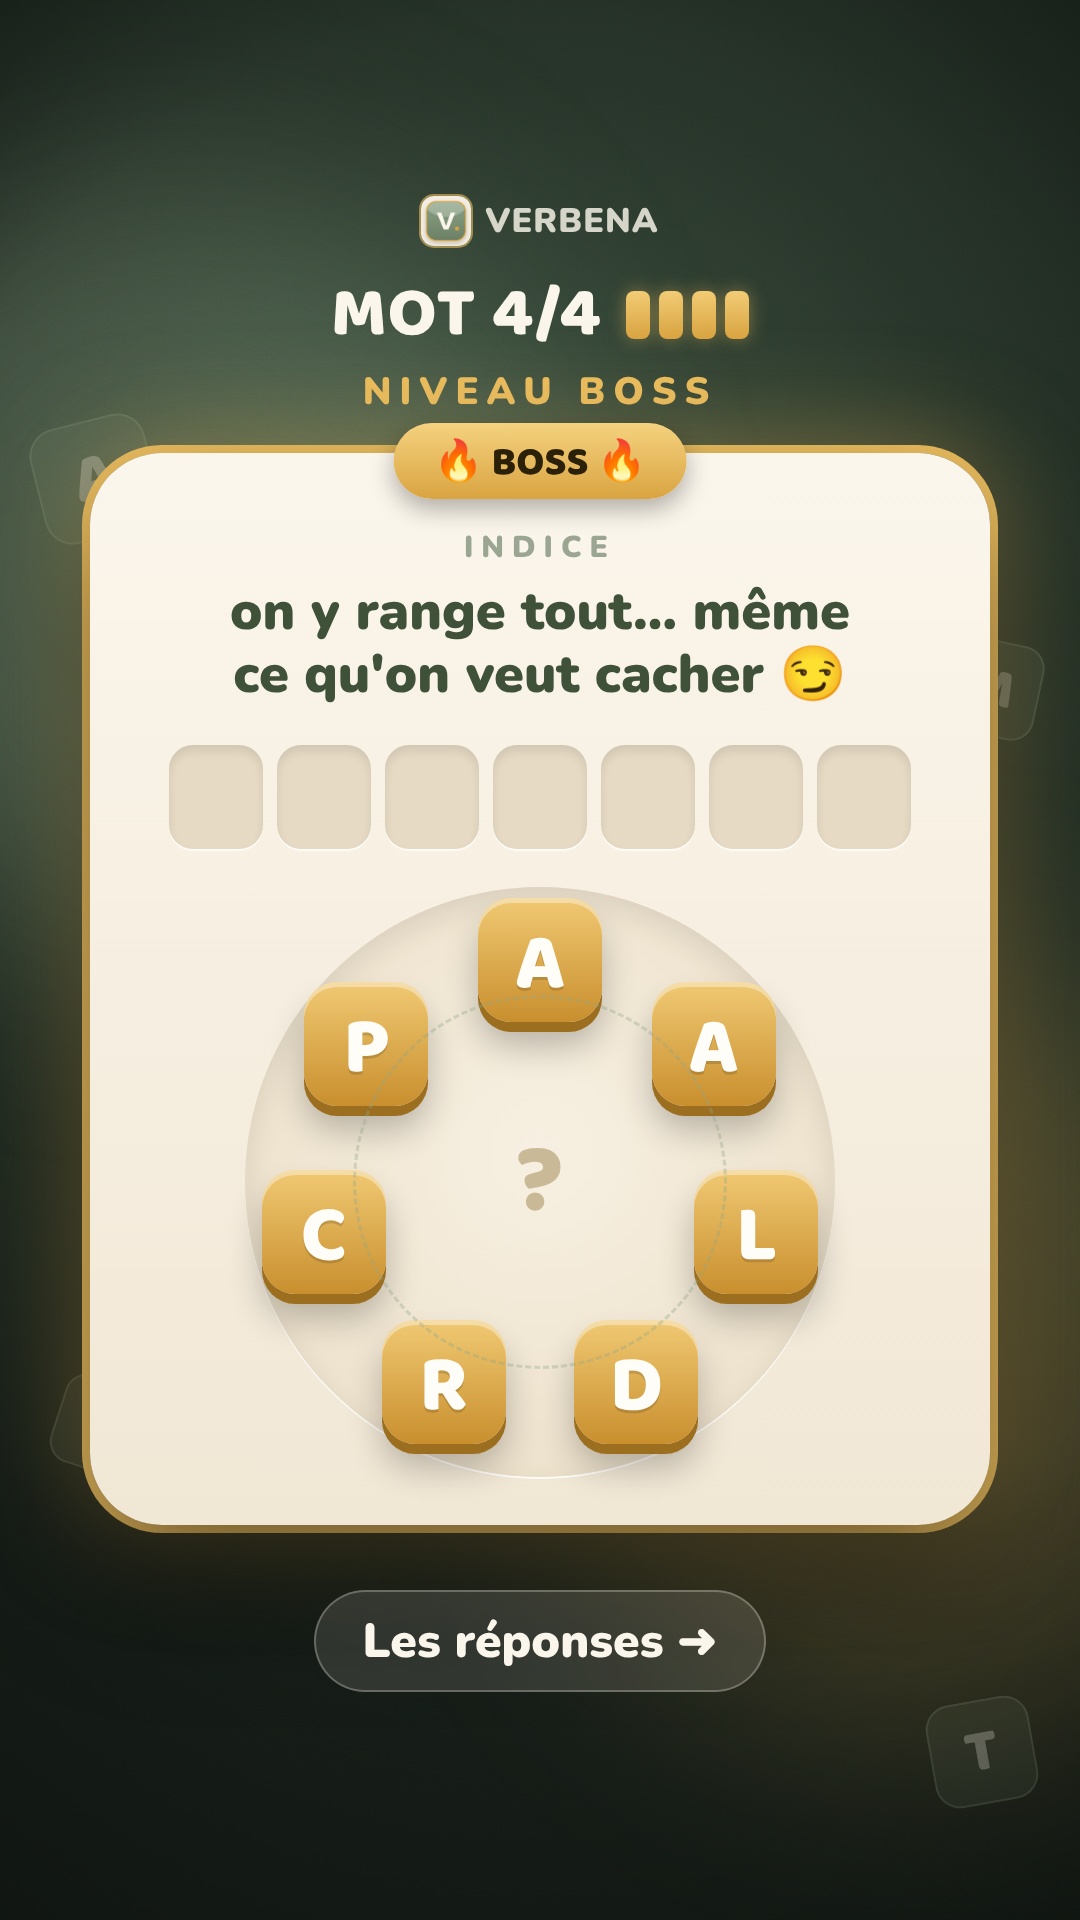 V.
VERBENA
MOT 4/4
NIVEAU BOSS
🔥 BOSS 🔥
INDICE
on y range tout... même
ce qu'on veut cacher 😏
A
P
A
?
C
L
R
D
Les réponses ➜
T